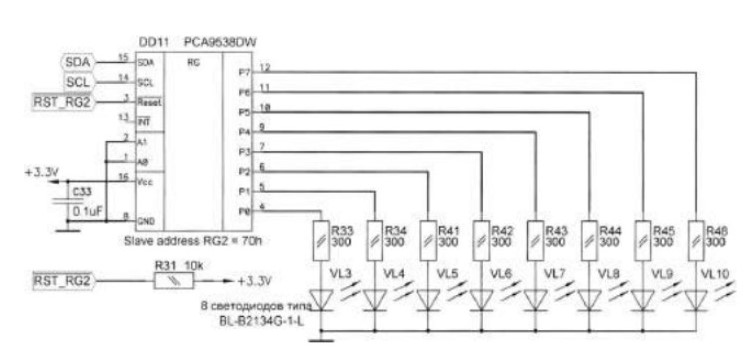 DD11 PCA9538DW
SDA 15 SDA RG P7 12
SCL 14 SCL P6 11
RST_RG2 3 Reset P5 10
13 INT P4 9
2 A1 P3 7
1 A0 P2 6
+3.3V 16 Vcc P1 5
C33
0.1uF 8 GND P0 4
Slave address RG2 = 70h
R33 R34 R41 R42 R43 R44 R45 R46
300 300 300 300 300 300 300 300
RST_RG2 R31 10k +3.3V
VL3 VL4 VL5 VL6 VL7 VL8 VL9 VL10
8 светодиодов типа
BL-B2134G-1-L